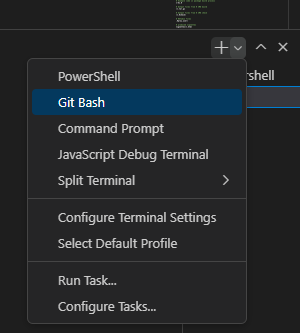 PowerShell
rshell
Git Bash
Command Prompt
JavaScript Debug Terminal
Split Terminal
Configure Terminal Settings
Select Default Profile
Run Task...
Configure Tasks...